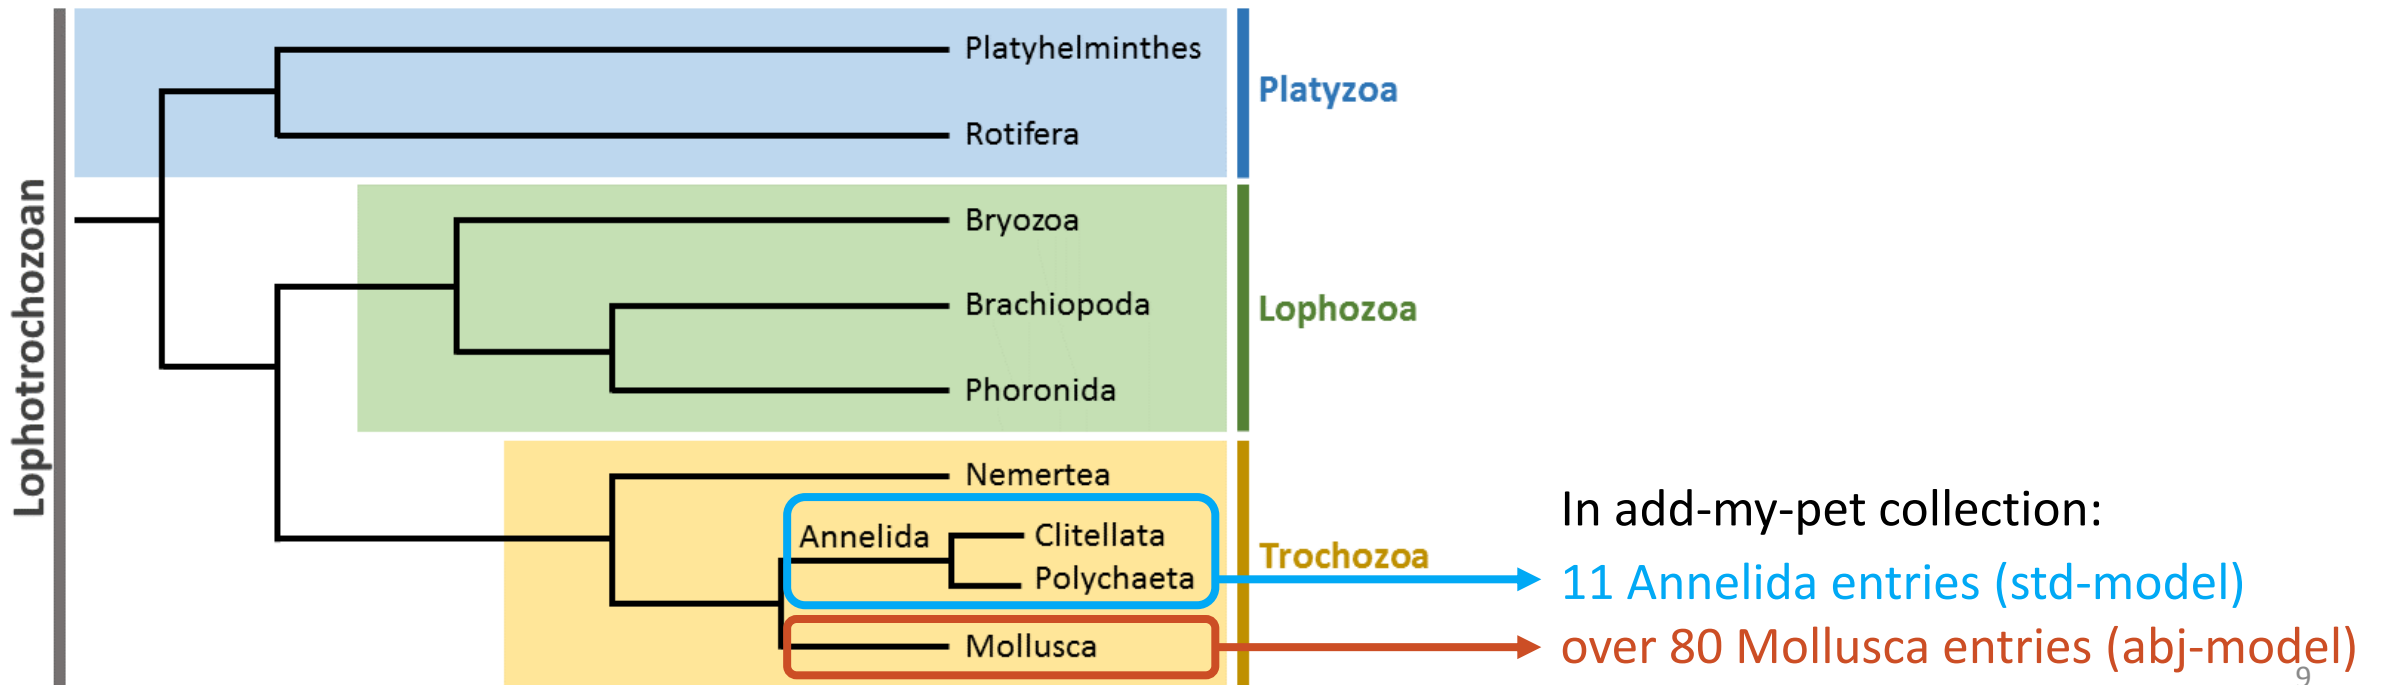 Lophotrochozoan
Platyhelminthes
Rotifera
Platyzoa
Bryozoa
Brachiopoda
Phoronida
Lophozoa
Nemertea
Annelida
Clitellata
Polychaeta
Mollusca
Trochozoa
In add-my-pet collection:
11 Annelida entries (std-model)
over 80 Mollusca entries (abj-model)
9